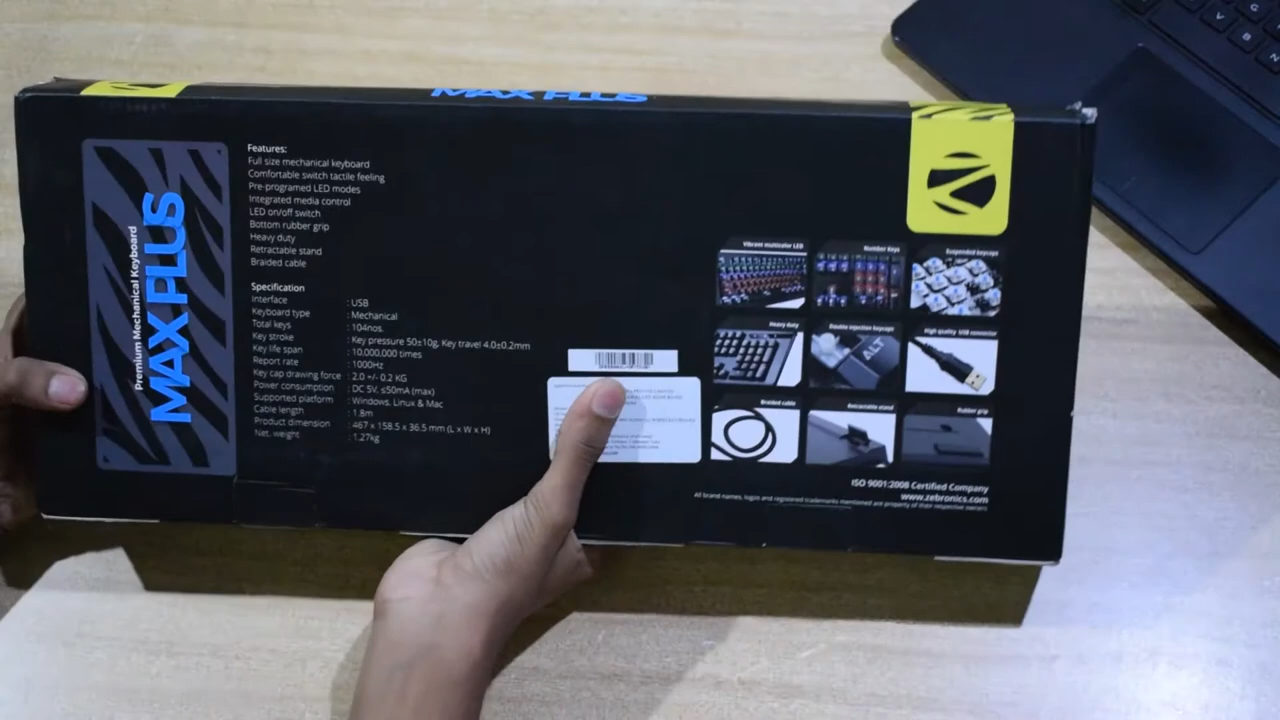 MAX PLUS
Premium Mechanical Keyboard
MAX PLUS
Features:
Full size mechanical keyboard
Comfortable switch tactile feeling
Pre-programed LED modes
Integrated media control
LED on/off switch
Bottom rubber grip
Heavy duty
Retractable stand
Braided cable
Specification
Interface : USB
Keyboard type : Mechanical
Total keys : 104nos.
Key stroke : Key pressure 50±10g, Key travel 4.0±0.2mm
Key life span : 10,000,000 times
Report rate : 1000Hz
Key cap drawing force : 2.0 +/- 0.2 KG
Power consumption : DC 5V, ≤50mA (max)
Supported platform : Windows, Linux & Mac
Cable length : 1.8m
Product dimension : 467 x 158.5 x 36.5 mm (L x W x H)
Net. weight : 1.27kg
Vibrant multicolor LED
Number Keys
Suspended keycaps
Heavy duty
Double injection keycaps
ALT
High quality USB connector
Braided cable
Retractable stand
Rubber grip
ISO 9001:2008 Certified Company
www.zebronics.com
All brand names, logos and registered trademarks mentioned are property of their respective owners
G
V
B
N